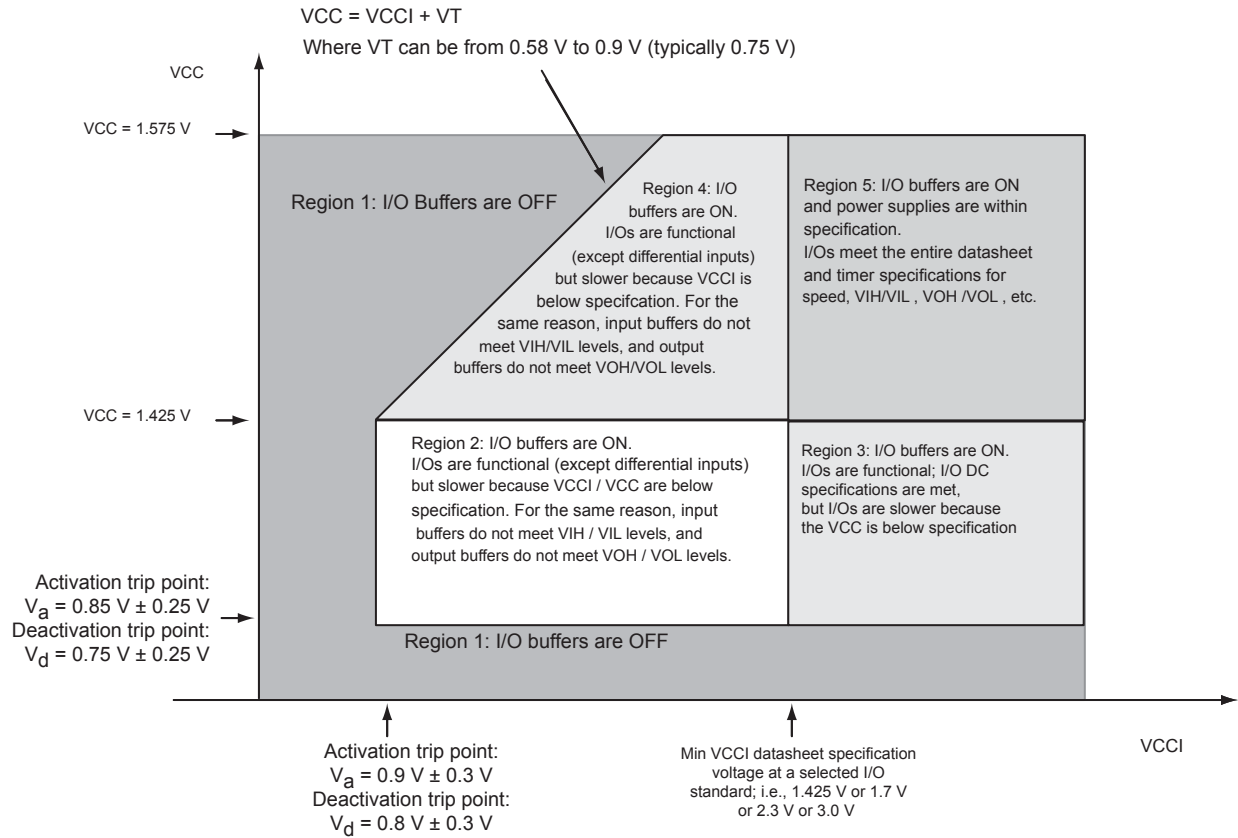 VCC = VCCI + VT
Where VT can be from 0.58 V to 0.9 V (typically 0.75 V)
VCC
VCC = 1.575 V
Region 1: I/O Buffers are OFF
Region 4: I/O
buffers are ON.
I/Os are functional
(except differential inputs)
but slower because VCCI is
below specifcation. For the
same reason, input buffers do not
meet VIH/VIL levels, and output
buffers do not meet VOH/VOL levels.
Region 5: I/O buffers are ON
and power supplies are within
specification.
I/Os meet the entire datasheet
and timer specifications for
speed, VIH/VIL , VOH /VOL , etc.
VCC = 1.425 V
Region 2: I/O buffers are ON.
I/Os are functional (except differential inputs)
but slower because VCCI / VCC are below
specification. For the same reason, input
buffers do not meet VIH / VIL levels, and
output buffers do not meet VOH / VOL levels.
Region 3: I/O buffers are ON.
I/Os are functional; I/O DC
specifications are met,
but I/Os are slower because
the VCC is below specification
Activation trip point:
Va = 0.85 V ± 0.25 V
Deactivation trip point:
Vd = 0.75 V ± 0.25 V
Region 1: I/O buffers are OFF
Activation trip point:
Va = 0.9 V ± 0.3 V
Deactivation trip point:
Vd = 0.8 V ± 0.3 V
Min VCCI datasheet specification
voltage at a selected I/O
standard; i.e., 1.425 V or 1.7 V
or 2.3 V or 3.0 V
VCCI